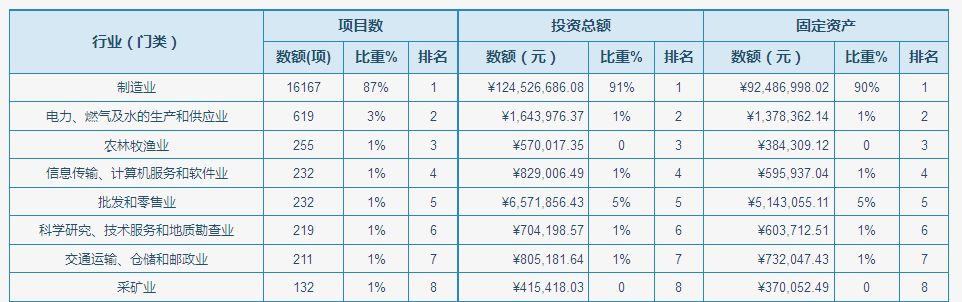 行业（门类） 项目数 投资总额 固定资产
数额(项) 比重% 排名 数额（元） 比重% 排名 数额（元） 比重% 排名
制造业 16167 87% 1 ¥124,526,686.08 91% 1 ¥92,486,998.02 90% 1
电力、燃气及水的生产和供应业 619 3% 2 ¥1,643,976.37 1% 2 ¥1,378,362.14 1% 2
农林牧渔业 255 1% 3 ¥570,017.35 0 3 ¥384,309.12 0 3
信息传输、计算机服务和软件业 232 1% 4 ¥829,006.49 1% 4 ¥595,937.04 1% 4
批发和零售业 232 1% 5 ¥6,571,856.43 5% 5 ¥5,143,055.11 5% 5
科学研究、技术服务和地质勘查业 219 1% 6 ¥704,198.57 1% 6 ¥603,712.51 1% 6
交通运输、仓储和邮政业 211 1% 7 ¥805,181.64 1% 7 ¥732,047.43 1% 7
采矿业 132 1% 8 ¥415,418.03 0 8 ¥370,052.49 0 8